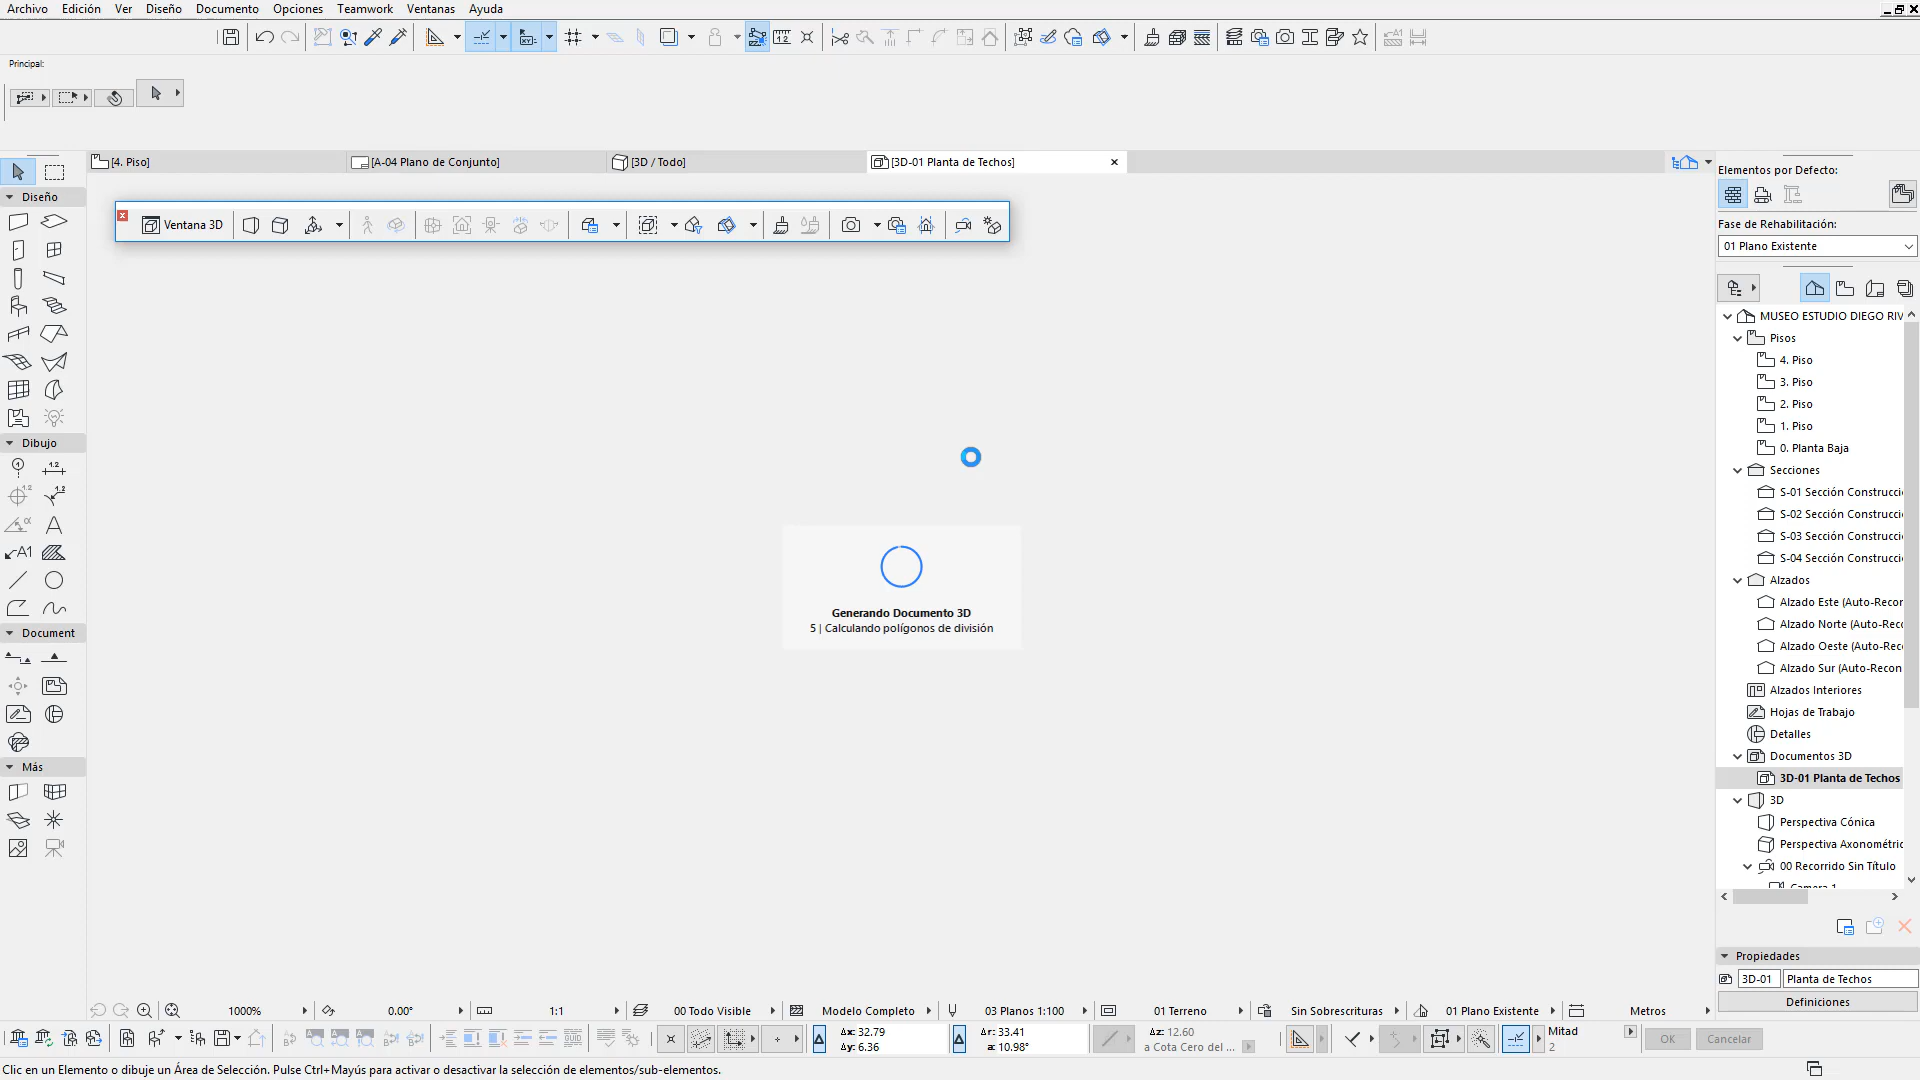 Archivo Edición Ver Diseño Documento Opciones Teamwork Ventanas Ayuda
Principal:
[4. Piso] [A-04 Plano de Conjunto] [3D / Todo] [3D-01 Planta de Techos]
Ventana 3D
Diseño
Dibujo
Document
Más
Generando Documento 3D
5 | Calculando polígonos de división
Elementos por Defecto:
Fase de Rehabilitación:
01 Plano Existente
MUSEO ESTUDIO DIEGO RIV
Pisos
4. Piso
3. Piso
2. Piso
1. Piso
0. Planta Baja
Secciones
S-01 Sección Construcci
S-02 Sección Construcci
S-03 Sección Construcci
S-04 Sección Construcci
Alzados
Alzado Este (Auto-Recor
Alzado Norte (Auto-Reco
Alzado Oeste (Auto-Rec
Alzado Sur (Auto-Recon
Alzados Interiores
Hojas de Trabajo
Detalles
Documentos 3D
3D-01 Planta de Techos
3D
Perspectiva Cónica
Perspectiva Axonométric
00 Recorrido Sin Título
Camera 1
Propiedades
3D-01 Planta de Techos
Definiciones
1000% 0.00° 1:1 00 Todo Visible Modelo Completo 03 Planos 1:100 01 Terreno Sin Sobrescrituras 01 Plano Existente Metros
Δx: 32.79 Δr: 33.41 Δz: 12.60 Mitad
Δy: 6.36 a: 10.98° a Cota Cero del ... 2
OK Cancelar
Clic en un Elemento o dibuje un Área de Selección. Pulse Ctrl+Mayús para activar o desactivar la selección de elementos/sub-elementos.